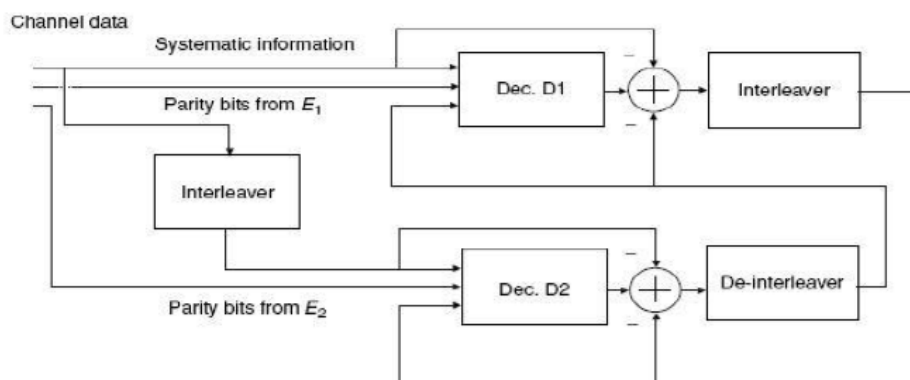 Channel data
Systematic information
Dec. D1
Interleaver
Parity bits from E1
Interleaver
Dec. D2
De-interleaver
Parity bits from E2